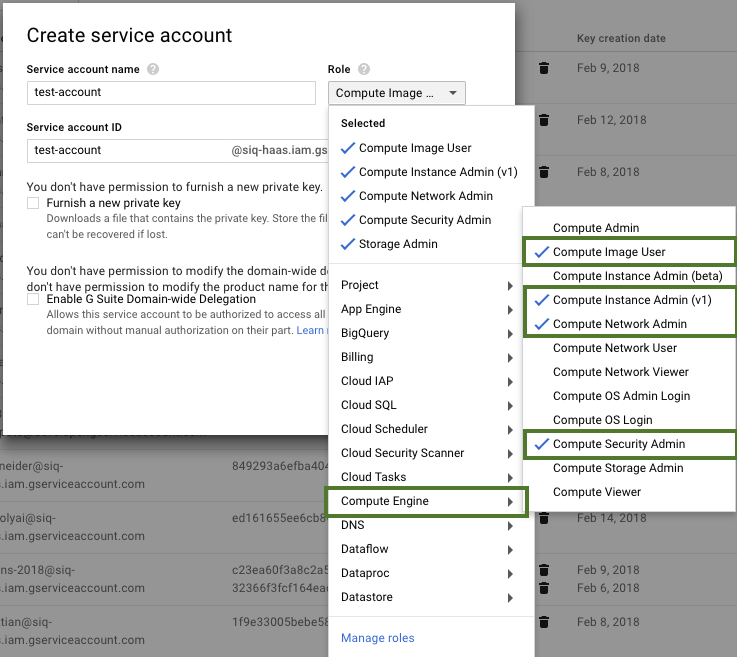 Create service account
Key creation date
Service account name ?
Role ?
test-account
Compute Image ...
Feb 9, 2018
Service account ID
Selected
Feb 12, 2018
test-account
@siq-haas.iam.gs
Compute Image User
Compute Instance Admin (v1)
Compute Network Admin
Compute Security Admin
Storage Admin
Feb 8, 2018
You don't have permission to furnish a new private key.
Furnish a new private key
Downloads a file that contains the private key. Store the fil
can't be recovered if lost.
You don't have permission to modify the domain-wide d
don't have permission to modify the product name for th
Enable G Suite Domain-wide Delegation
Allows this service account to be authorized to access all
domain without manual authorization on their part. Learn
Project
App Engine
BigQuery
Billing
Cloud IAP
Cloud SQL
Cloud Scheduler
Cloud Security Scanner
Cloud Tasks
Compute Engine
DNS
Dataflow
Dataproc
Datastore
Manage roles
Compute Admin
Compute Image User
Compute Instance Admin (beta)
Compute Instance Admin (v1)
Compute Network Admin
Compute Network User
Compute Network Viewer
Compute OS Admin Login
Compute OS Login
Compute Security Admin
Compute Storage Admin
Compute Viewer
neider@siq-
849293a6efba404
s.iam.gserviceaccount.com
olyai@siq-
ed161655ee6cb8
Feb 14, 2018
s.iam.gserviceaccount.com
ns-2018@siq-
c23ea60f3a8c2a5
Feb 9, 2018
s.iam.gserviceaccount.com
32366f3fcf164ea
Feb 6, 2018
tian@siq-
1f9e33005bebe58
Feb 8, 2018
s.iam.gserviceaccount.com